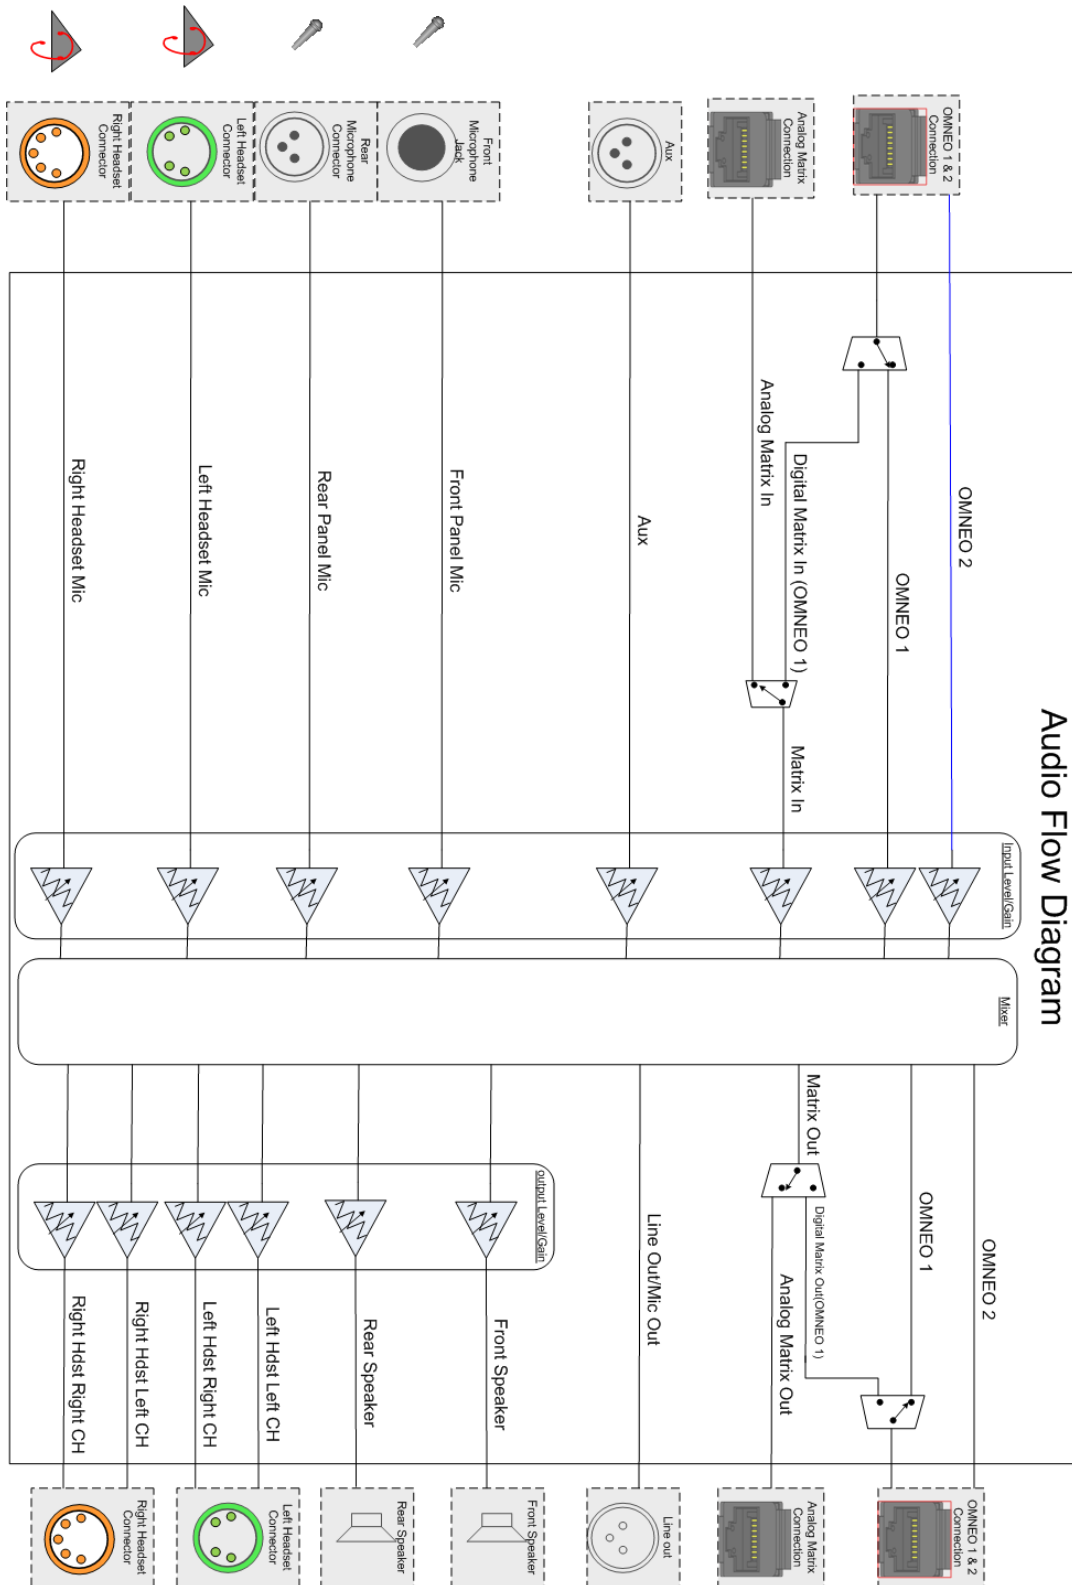 Audio Flow Diagram
OMNEO 1 & 2
Connection
Analog Matrix
Connection
Aux
Front
Microphone
Jack
Rear
Microphone
Connector
Left Headset
Connector
Right Headset
Connector
OMNEO 2
OMNEO 1
Digital Matrix In (OMNEO 1)
Analog Matrix In
Matrix In
Aux
Front Panel Mic
Rear Panel Mic
Left Headset Mic
Right Headset Mic
Input Level/Gain
Mixer
output Level/Gain
OMNEO 2
OMNEO 1
Matrix Out
Digital Matrix Out(OMNEO 1)
Analog Matrix Out
Line Out/Mic Out
Front Speaker
Rear Speaker
Left Hdst Left CH
Left Hdst Right CH
Right Hdst Left CH
Right Hdst Right CH
OMNEO 1 & 2
Connection
Analog Matrix
Connection
Line out
Front Speaker
Rear Speaker
Left Headset
Connector
Right Headset
Connector